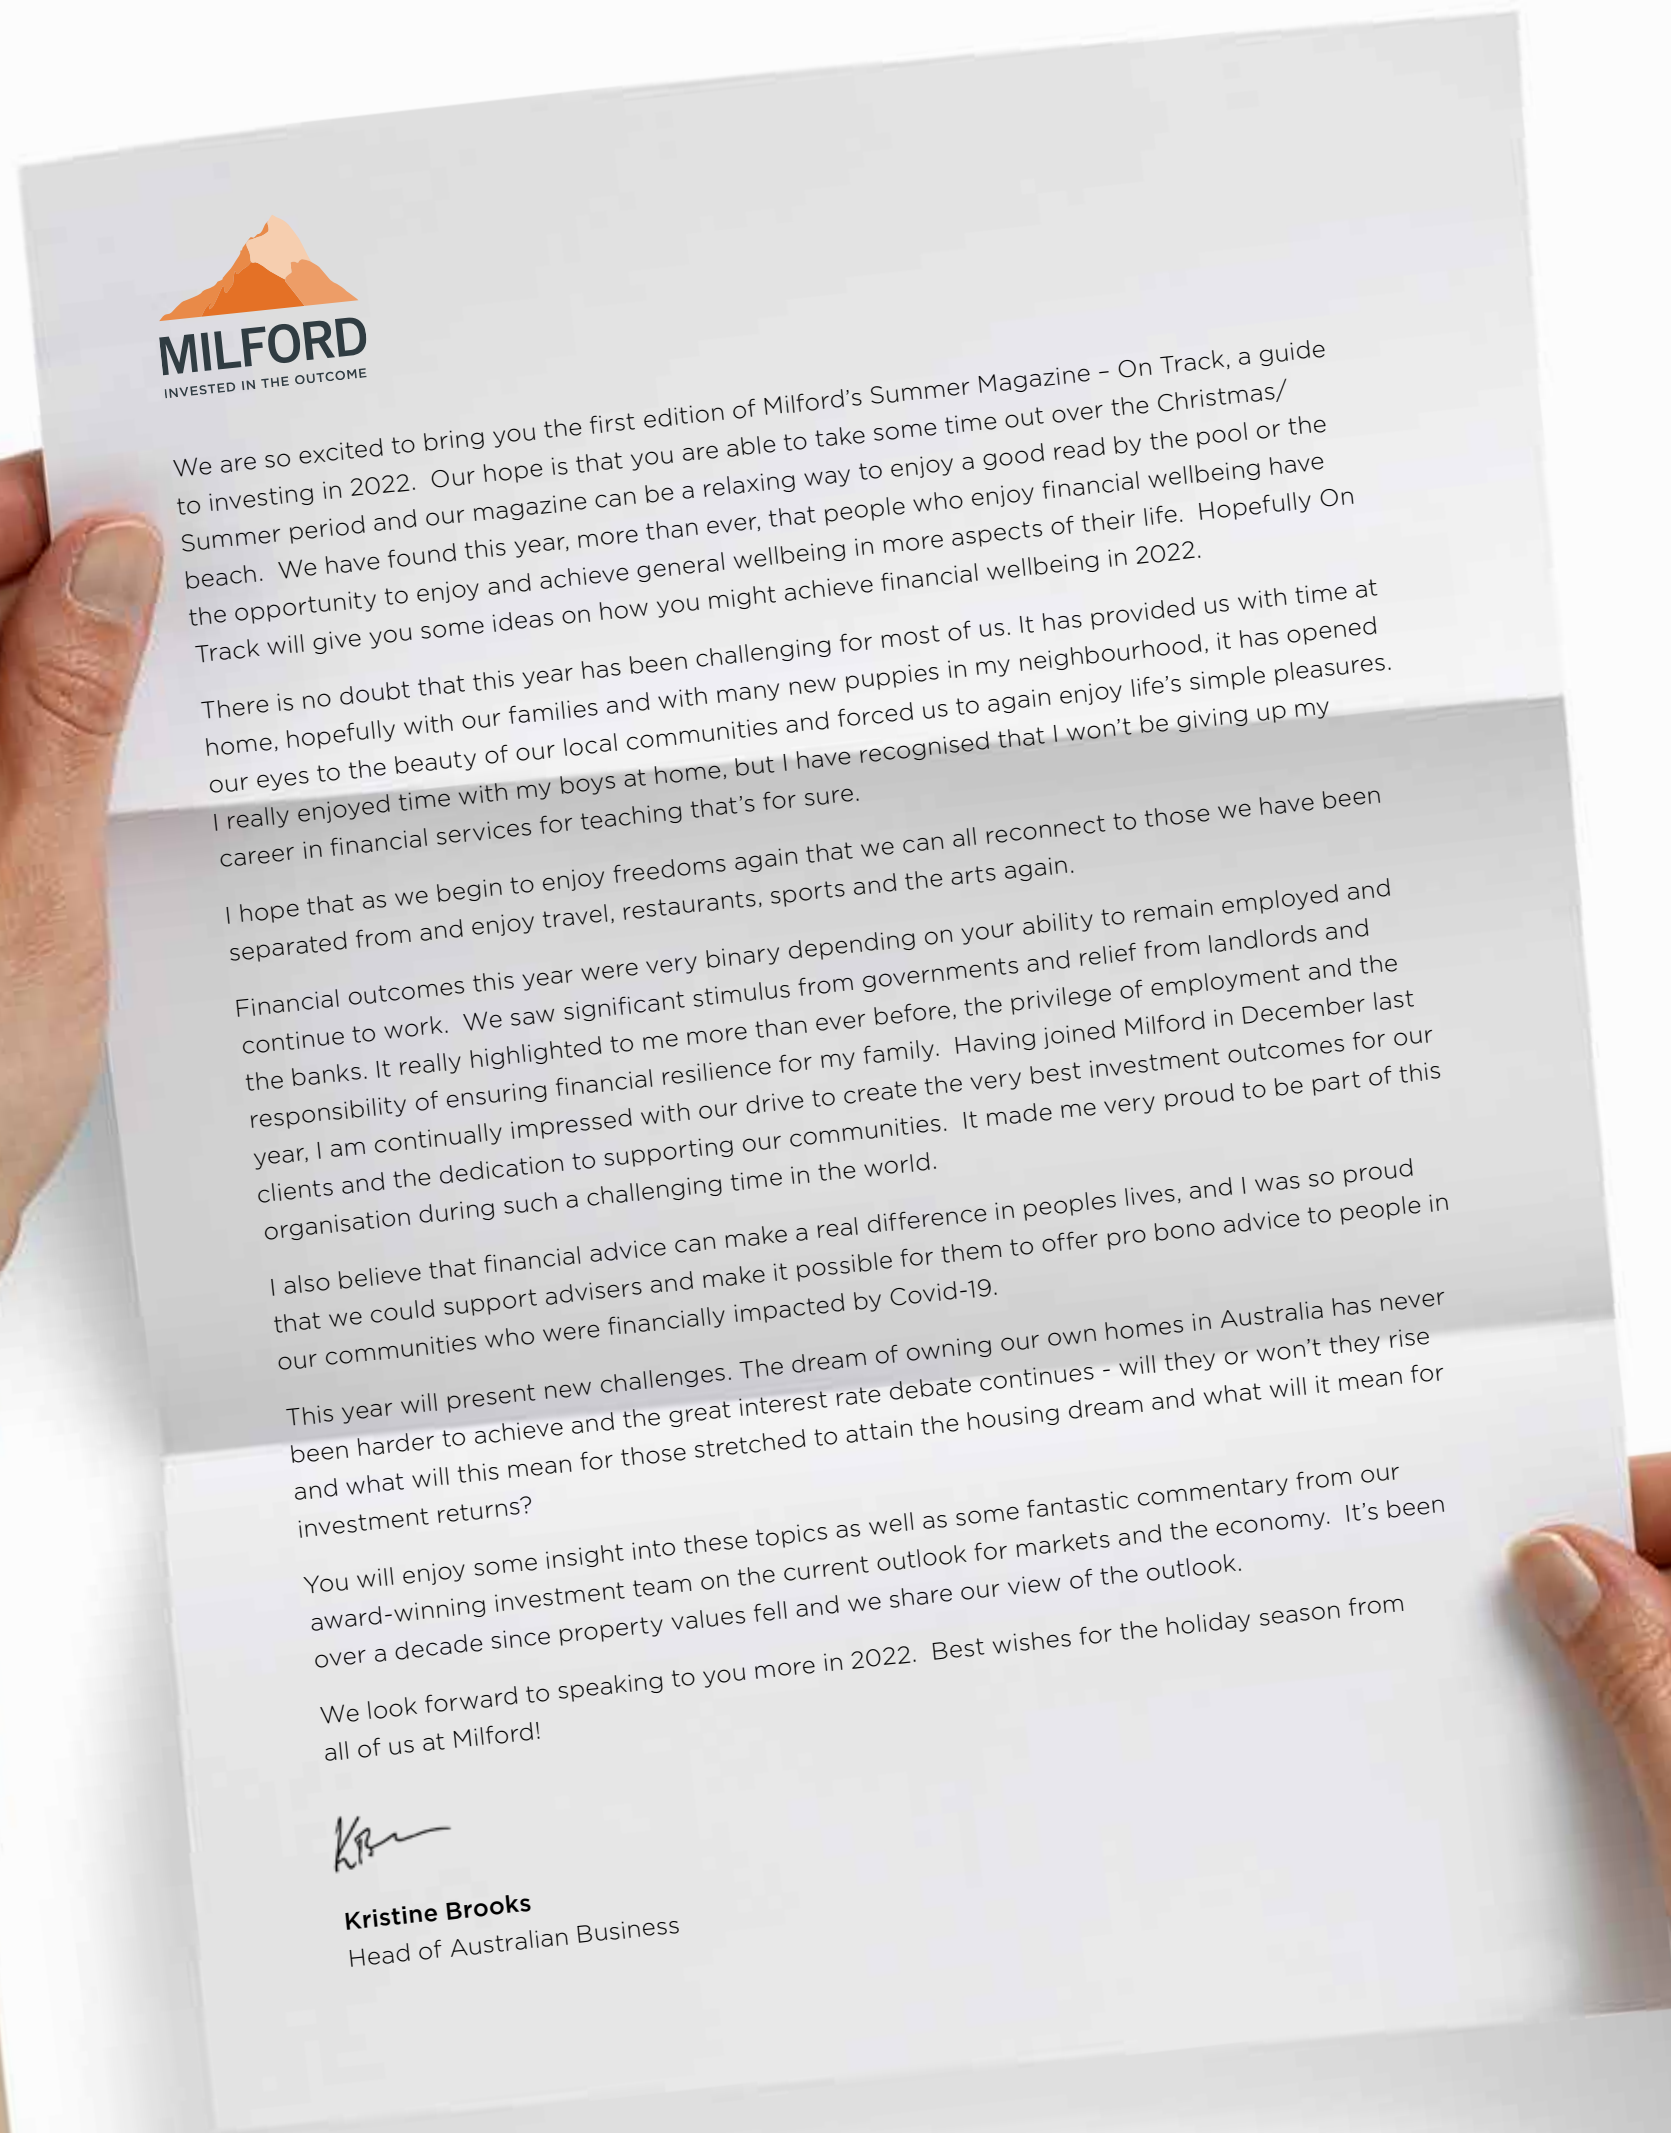 MILFORD
INVESTED IN THE OUTCOME
We are so excited to bring you the first edition of Milford's Summer Magazine – On Track, a guide
to investing in 2022.  Our hope is that you are able to take some time out over the Christmas/
Summer period and our magazine can be a relaxing way to enjoy a good read by the pool or the
beach.  We have found this year, more than ever, that people who enjoy financial wellbeing have
the opportunity to enjoy and achieve general wellbeing in more aspects of their life.  Hopefully On
Track will give you some ideas on how you might achieve financial wellbeing in 2022.
There is no doubt that this year has been challenging for most of us. It has provided us with time at
home, hopefully with our families and with many new puppies in my neighbourhood, it has opened
our eyes to the beauty of our local communities and forced us to again enjoy life's simple pleasures.
I really enjoyed time with my boys at home, but I have recognised that I won't be giving up my
career in financial services for teaching that's for sure.
I hope that as we begin to enjoy freedoms again that we can all reconnect to those we have been
separated from and enjoy travel, restaurants, sports and the arts again.
Financial outcomes this year were very binary depending on your ability to remain employed and
continue to work.  We saw significant stimulus from governments and relief from landlords and
the banks. It really highlighted to me more than ever before, the privilege of employment and the
responsibility of ensuring financial resilience for my family.  Having joined Milford in December last
year, I am continually impressed with our drive to create the very best investment outcomes for our
clients and the dedication to supporting our communities.  It made me very proud to be part of this
organisation during such a challenging time in the world.
I also believe that financial advice can make a real difference in peoples lives, and I was so proud
that we could support advisers and make it possible for them to offer pro bono advice to people in
our communities who were financially impacted by Covid-19.
This year will present new challenges. The dream of owning our own homes in Australia has never
been harder to achieve and the great interest rate debate continues - will they or won't they rise
and what will this mean for those stretched to attain the housing dream and what will it mean for
investment returns?
You will enjoy some insight into these topics as well as some fantastic commentary from our
award-winning investment team on the current outlook for markets and the economy.  It's been
over a decade since property values fell and we share our view of the outlook.
We look forward to speaking to you more in 2022.  Best wishes for the holiday season from
all of us at Milford!
Kristine Brooks
Head of Australian Business